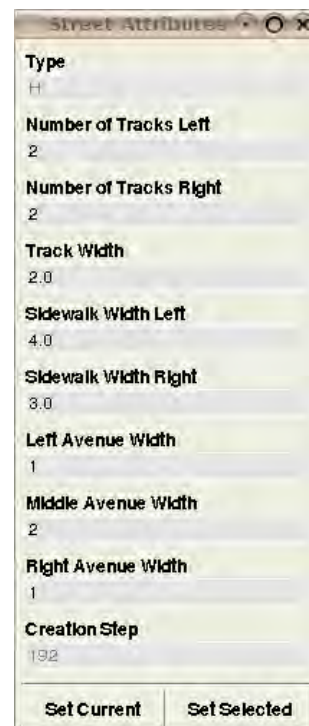 Street Attributes
Type
H
Number of Tracks Left
2
Number of Tracks Right
2
Track Width
2.0
Sidewalk Width Left
4.0
Sidewalk Width Right
3.0
Left Avenue Width
1
Middle Avenue Width
2
Right Avenue Width
1
Creation Step
192
Set Current Set Selected